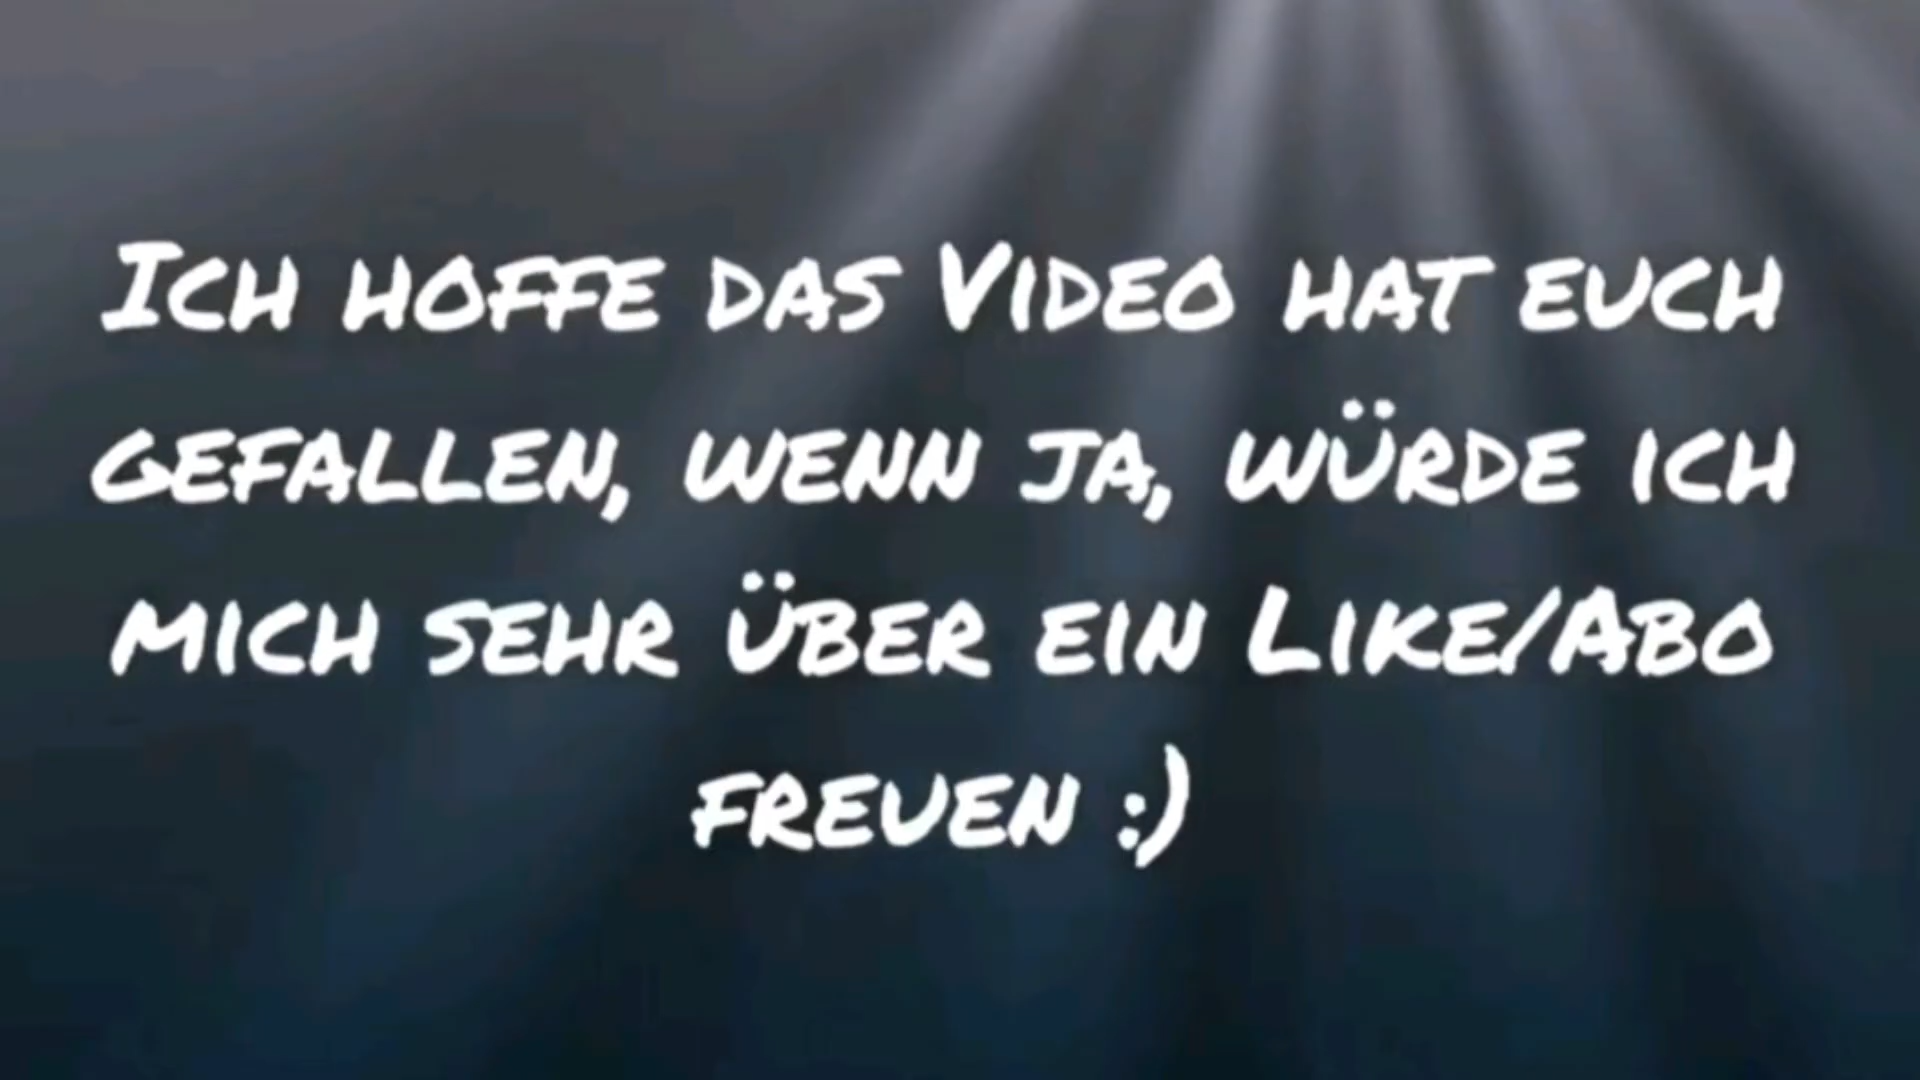 Ich hoffe das Video hat euch
gefallen, wenn ja, würde ich
mich sehr über ein Like/Abo
freuen :)